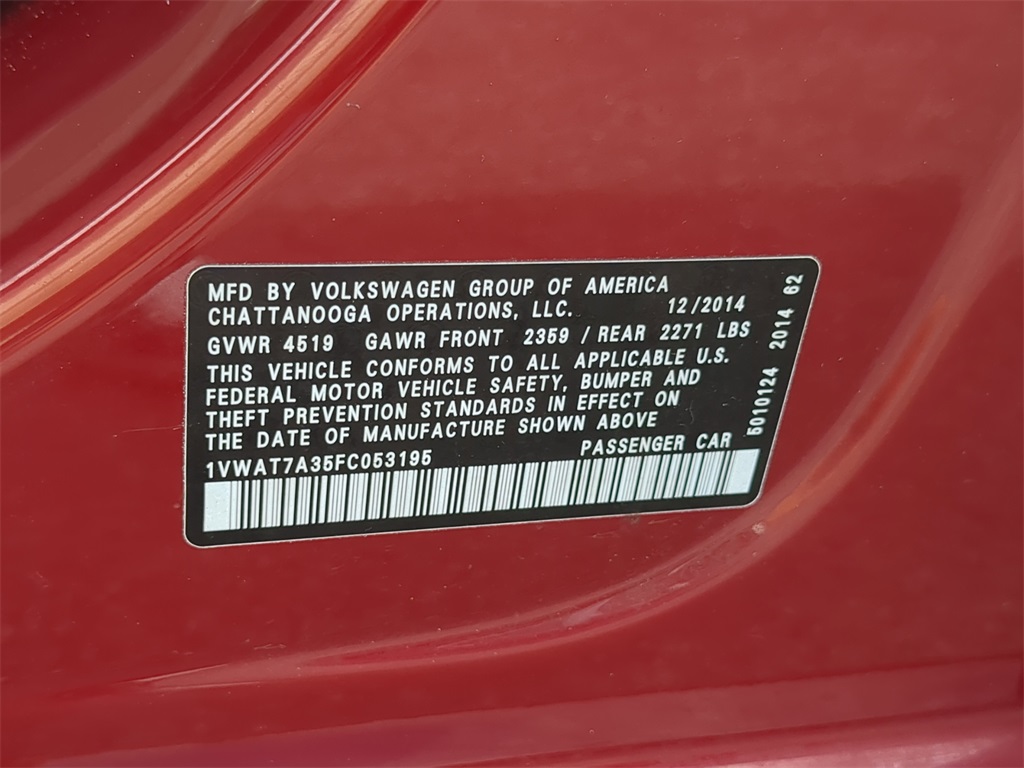 MFD BY VOLKSWAGEN GROUP OF AMERICA
CHATTANOOGA OPERATIONS, LLC. 12/2014
GVWR 4519 GAWR FRONT 2359 / REAR 2271 LBS
THIS VEHICLE CONFORMS TO ALL APPLICABLE U.S.
FEDERAL MOTOR VEHICLE SAFETY, BUMPER AND
THEFT PREVENTION STANDARDS IN EFFECT ON
THE DATE OF MANUFACTURE SHOWN ABOVE
1VWAT7A35FC053195 PASSENGER CAR
5010124 2014 62